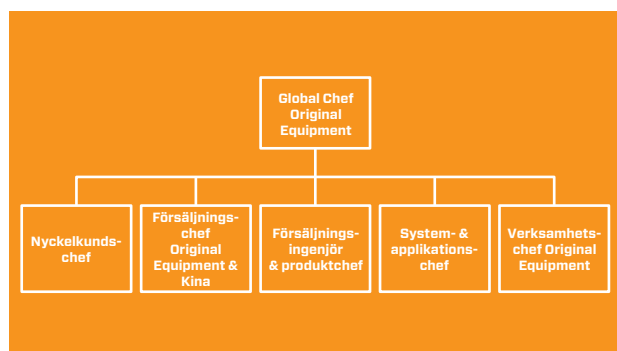 Global Chef
Original
Equipment
Nyckelkunds-
chef
Försäljnings-
chef
Original
Equipment &
Kina
Försäljnings-
ingenjör
& produktchef
System- &
applikations-
chef
Verksamhets-
chef Original
Equipment